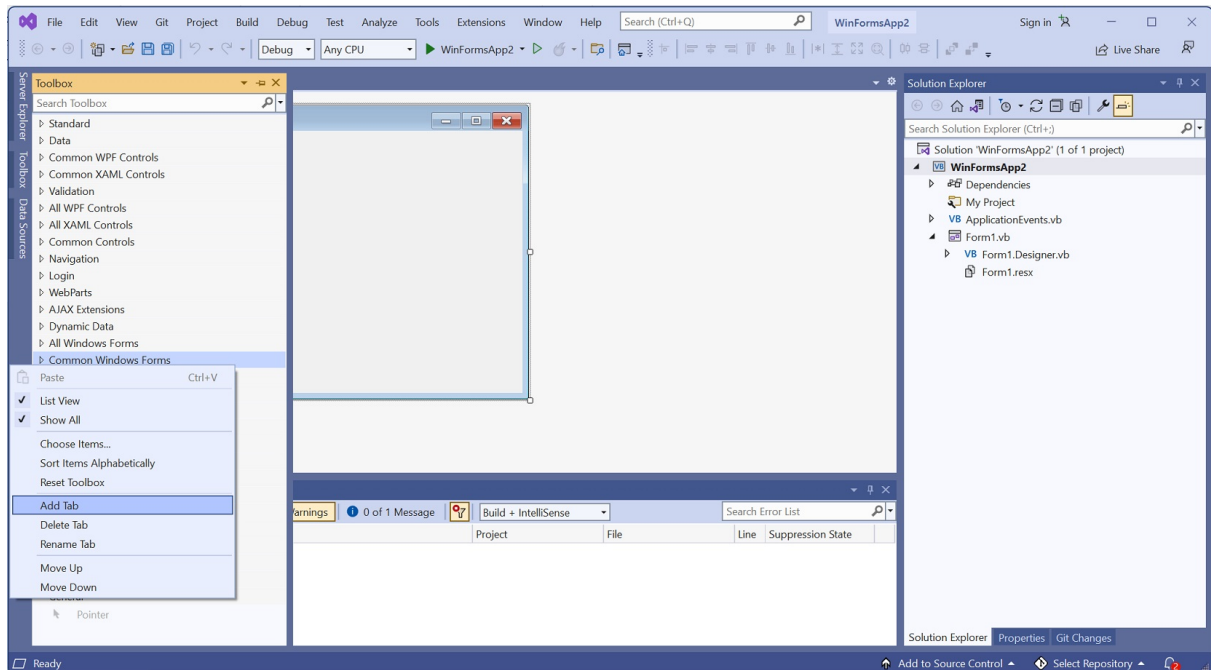 File Edit View Git Project Build Debug Test Analyze Tools Extensions Window Help Search (Ctrl+Q) WinFormsApp2 Sign in
Debug Any CPU WinFormsApp2 Live Share
Server Explorer
Toolbox
Data Sources
Toolbox
Search Toolbox
Standard
Data
Common WPF Controls
Common XAML Controls
Validation
All WPF Controls
All XAML Controls
Common Controls
Navigation
Login
WebParts
AJAX Extensions
Dynamic Data
All Windows Forms
Common Windows Forms
Paste Ctrl+V
List View
Show All
Choose Items...
Sort Items Alphabetically
Reset Toolbox
Add Tab
Delete Tab
Rename Tab
Move Up
Move Down
Pointer
0 of 1 Message Build + IntelliSense Search Error List
Project File Line Suppression State
Solution Explorer
Search Solution Explorer (Ctrl+;)
Solution 'WinFormsApp2' (1 of 1 project)
VB WinFormsApp2
Dependencies
My Project
VB ApplicationEvents.vb
Form1.vb
VB Form1.Designer.vb
Form1.resx
Solution Explorer Properties Git Changes
Ready Add to Source Control Select Repository 2